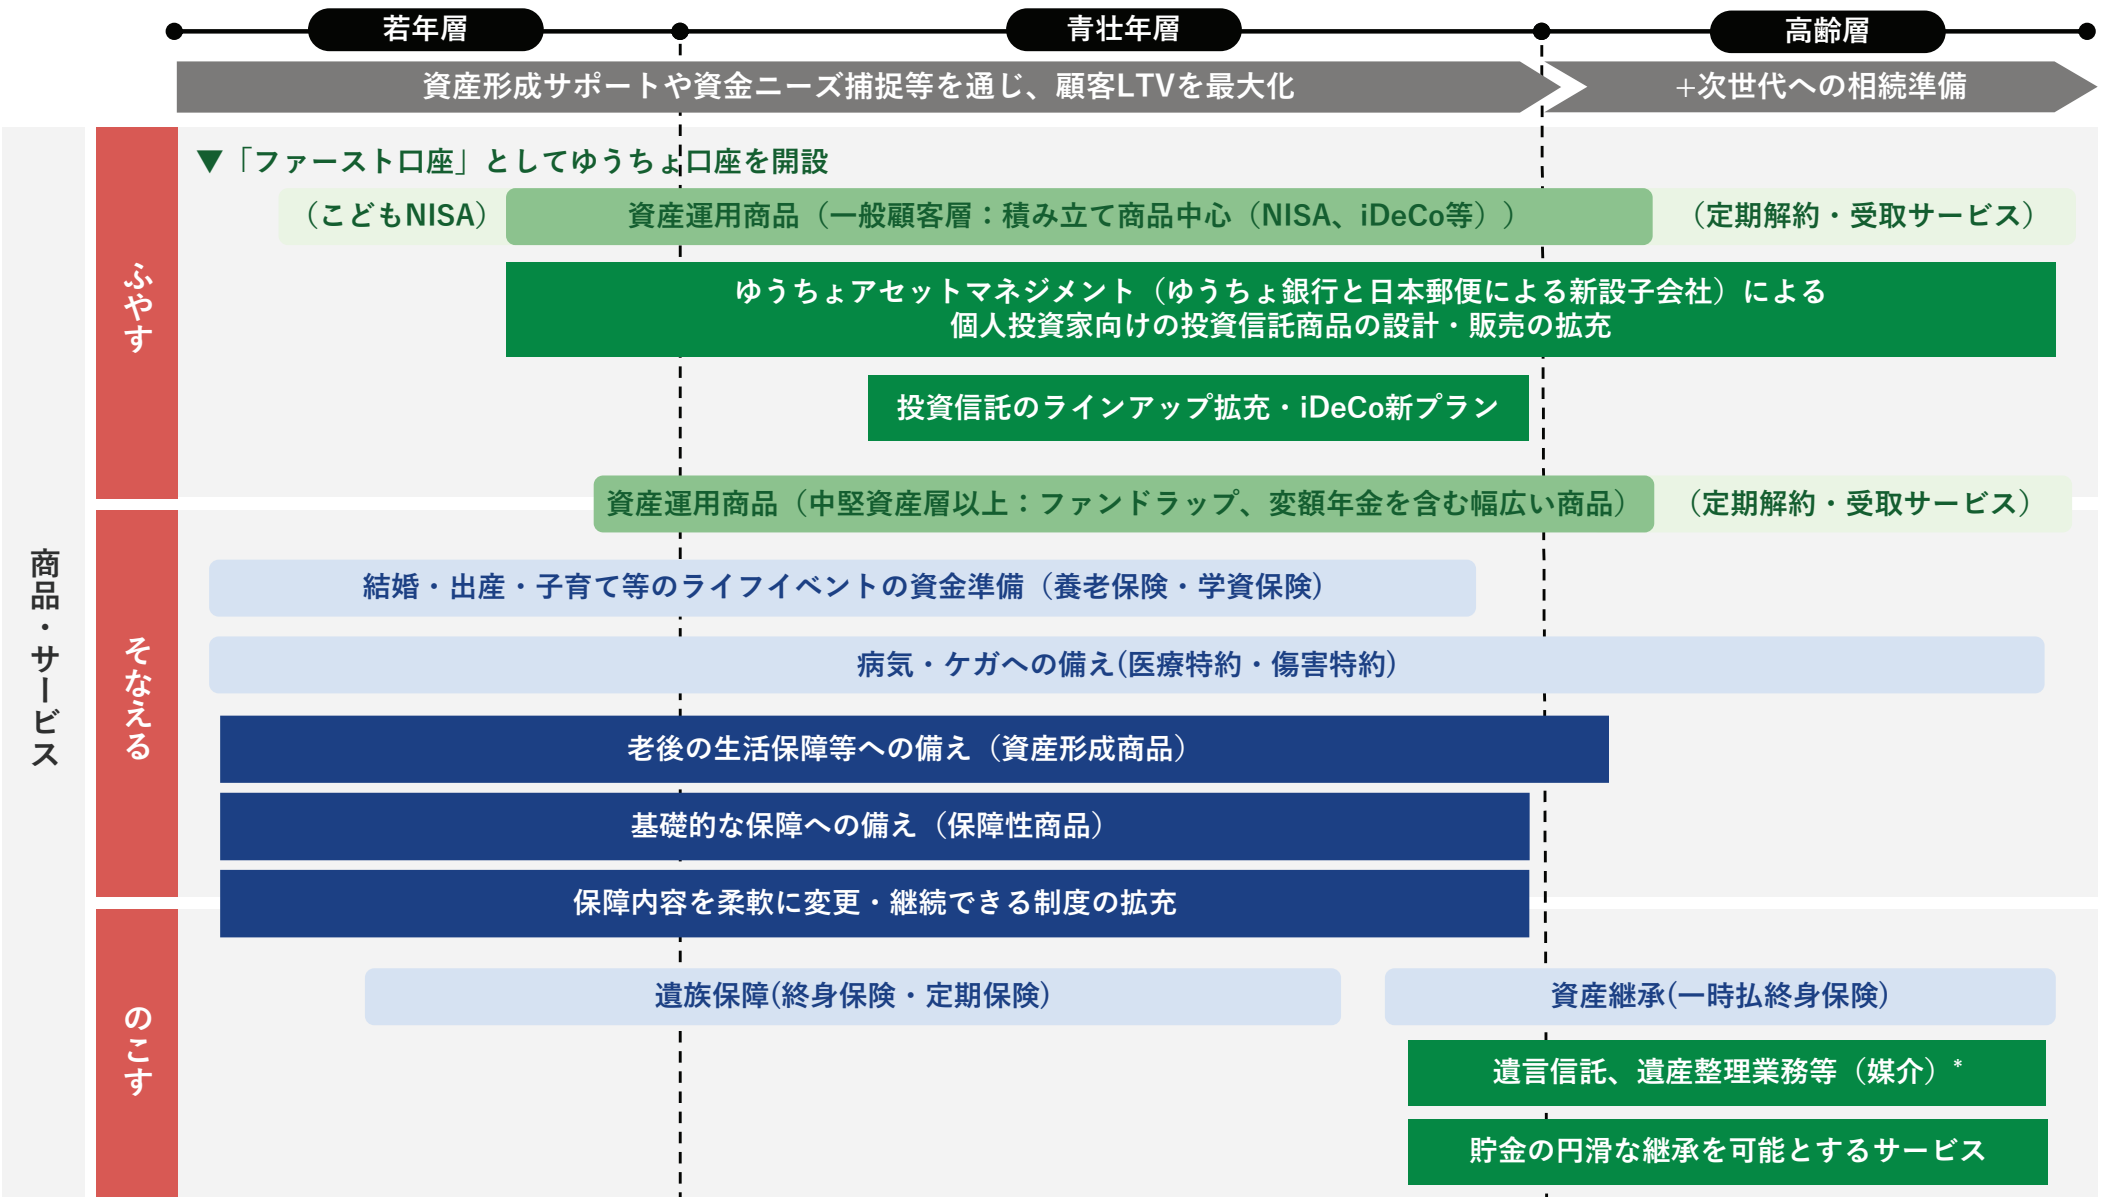 若年層
青壮年層
高齢層
資産形成サポートや資金ニーズ捕捉等を通じ、顧客LTVを最大化
+次世代への相続準備
商品・サービス
ふやす
▼「ファースト口座」としてゆうちょ口座を開設
（こどもNISA）
資産運用商品（一般顧客層：積み立て商品中心（NISA、iDeCo等））
（定期解約・受取サービス）
ゆうちょアセットマネジメント（ゆうちょ銀行と日本郵便による新設子会社）による
個人投資家向けの投資信託商品の設計・販売の拡充
投資信託のラインアップ拡充・iDeCo新プラン
資産運用商品（中堅資産層以上：ファンドラップ、変額年金を含む幅広い商品）
（定期解約・受取サービス）
そなえる
結婚・出産・子育て等のライフイベントの資金準備（養老保険・学資保険）
病気・ケガへの備え(医療特約・傷害特約)
老後の生活保障等への備え（資産形成商品）
基礎的な保障への備え（保障性商品）
保障内容を柔軟に変更・継続できる制度の拡充
のこす
遺族保障(終身保険・定期保険)
資産継承(一時払終身保険)
遺言信託、遺産整理業務等（媒介）*
貯金の円滑な継承を可能とするサービス